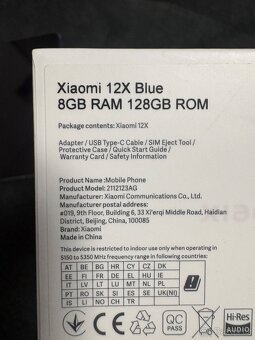 Xiaomi 12X Blue
8GB RAM 128GB ROM
Package contents: Xiaomi 12X
Adapter / USB Type-C Cable / SIM Eject Tool /
Protective Case / Quick Start Guide /
Warranty Card / Safety Information
Product Name: Mobile Phone
Product Model: 2112123AG
Manufacturer: Xiaomi Communications Co., Ltd.
Manufacturer postal address:
#019, 9th Floor, Building 6, 33 Xi'erqi Middle Road, Haidian
District, Beijing, China, 100085
Brand: Xiaomi
Made in China
This device is restricted to indoor use only when operating in
5150 to 5350 MHz frequency range in following countries:
AT BE BG HR CY CZ DK
EE FI FR DE EL HU IE
IT LV LT LU MT NL PL
PT RO SK SI ES SE UK(NI)
IS LI NO CH TR
QC
PASS
Hi-Res
AUDIO